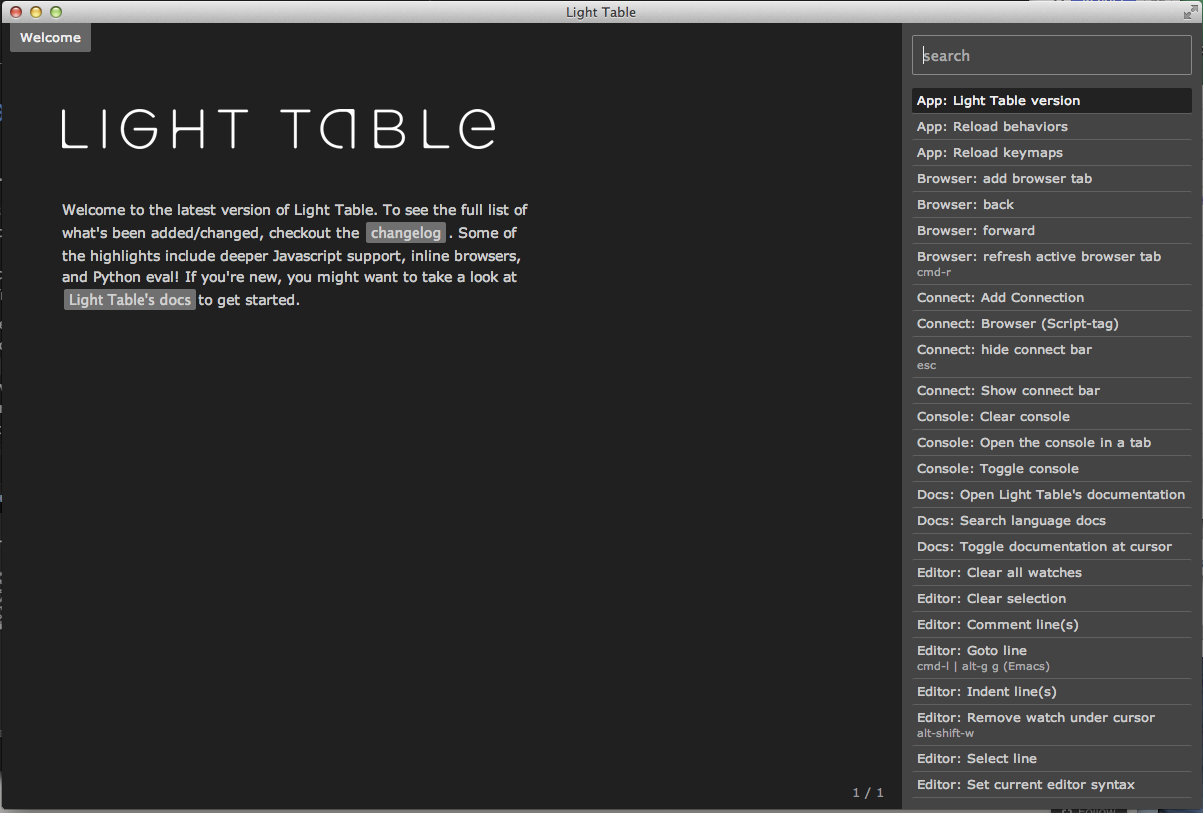 Light Table
Welcome
LIGHT TaBLe
Welcome to the latest version of Light Table. To see the full list of
what's been added/changed, checkout the changelog . Some of
the highlights include deeper Javascript support, inline browsers,
and Python eval! If you're new, you might want to take a look at
Light Table's docs to get started.
1 / 1
search
App: Light Table version
App: Reload behaviors
App: Reload keymaps
Browser: add browser tab
Browser: back
Browser: forward
Browser: refresh active browser tab
cmd-r
Connect: Add Connection
Connect: Browser (Script-tag)
Connect: hide connect bar
esc
Connect: Show connect bar
Console: Clear console
Console: Open the console in a tab
Console: Toggle console
Docs: Open Light Table's documentation
Docs: Search language docs
Docs: Toggle documentation at cursor
Editor: Clear all watches
Editor: Clear selection
Editor: Comment line(s)
Editor: Goto line
cmd-l | alt-g g (Emacs)
Editor: Indent line(s)
Editor: Remove watch under cursor
alt-shift-w
Editor: Select line
Editor: Set current editor syntax